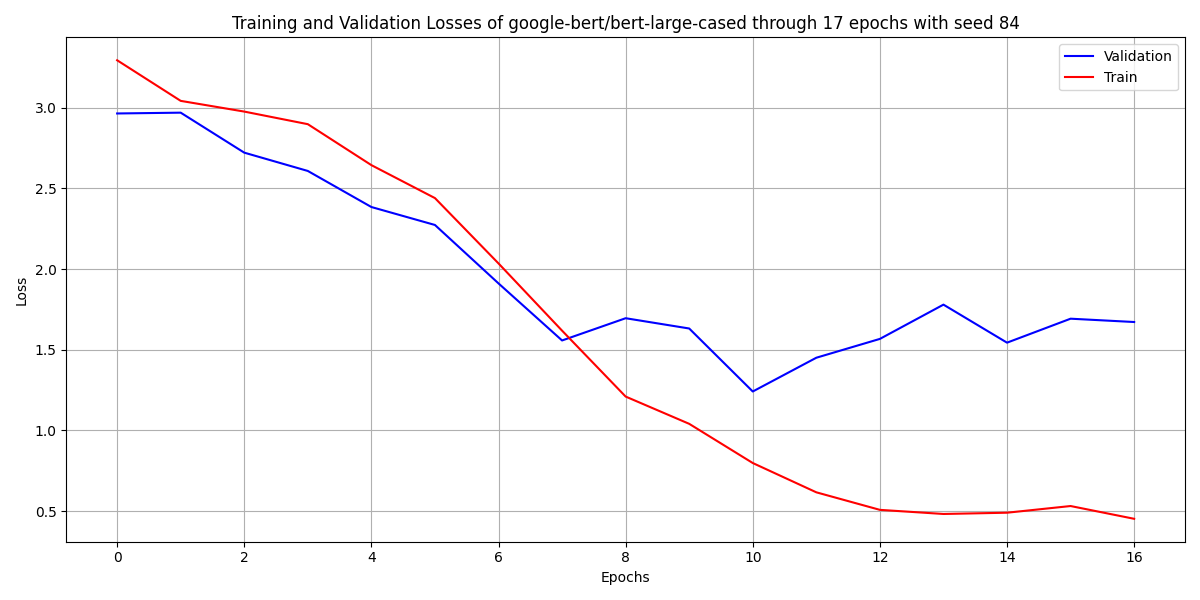 Training and Validation Losses of google-bert/bert-large-cased through 17 epochs with seed 84
Validation
Train
Loss
3.0
2.5
2.0
1.5
1.0
0.5
0 2 4 6 8 10 12 14 16
Epochs